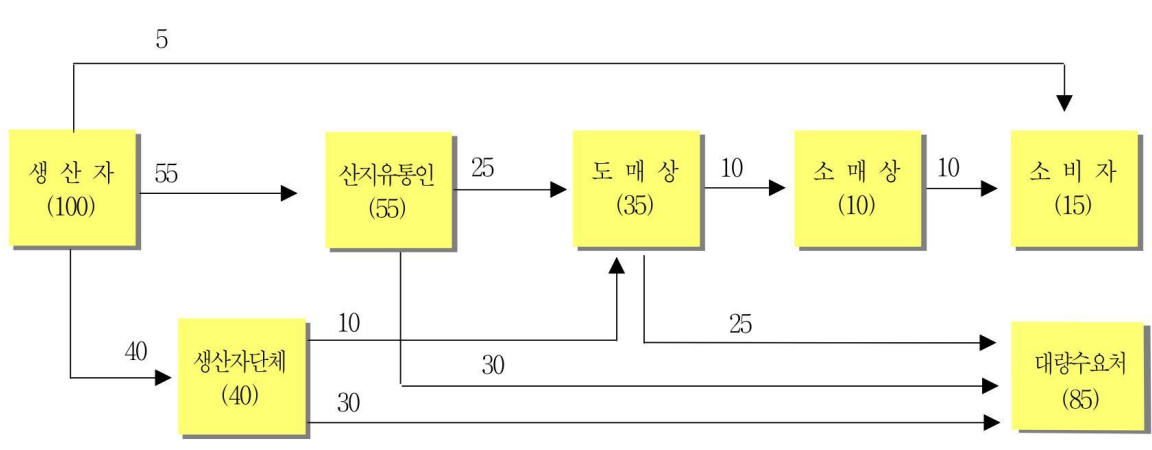 5
생 산 자
(100)
55
산지유통인
(55)
25
도 매 상
(35)
10
소 매 상
(10)
10
소 비 자
(15)
40
생산자단체
(40)
10
30
30
25
대량수요처
(85)